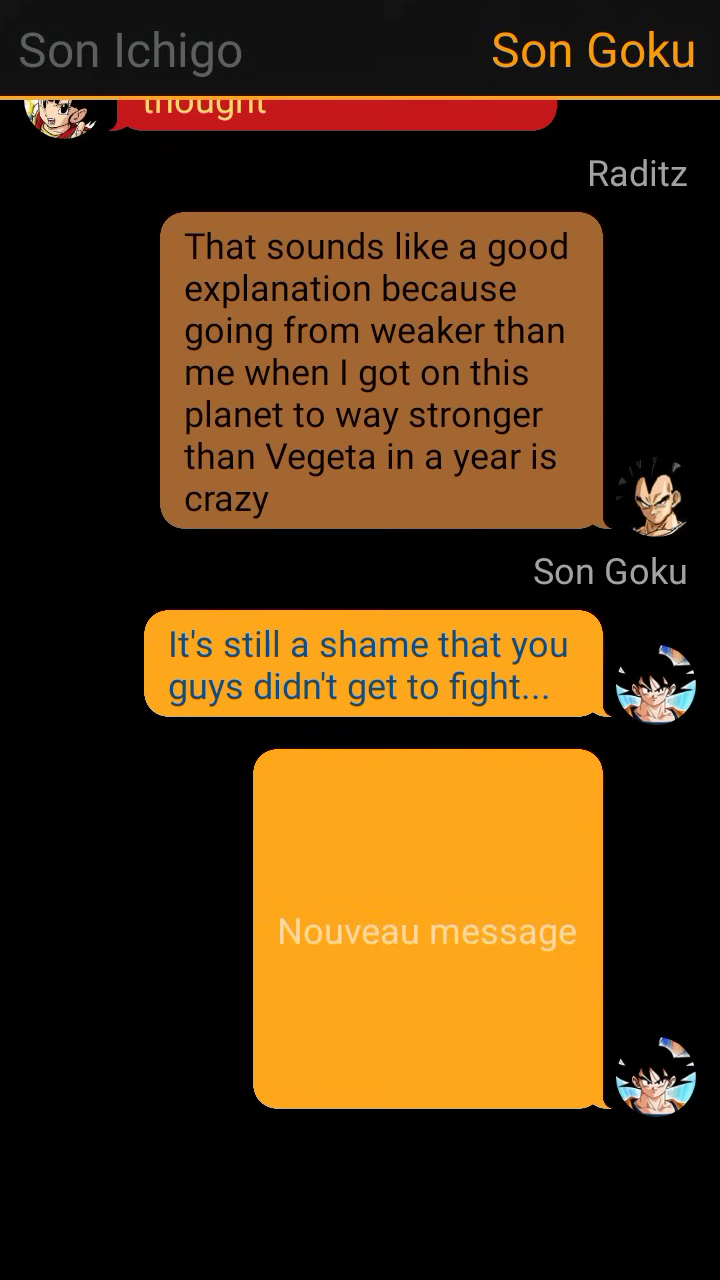 Son Ichigo
Son Goku
thought
Raditz
That sounds like a good
explanation because
going from weaker than
me when I got on this
planet to way stronger
than Vegeta in a year is
crazy
Son Goku
It's still a shame that you
guys didn't get to fight...
Nouveau message